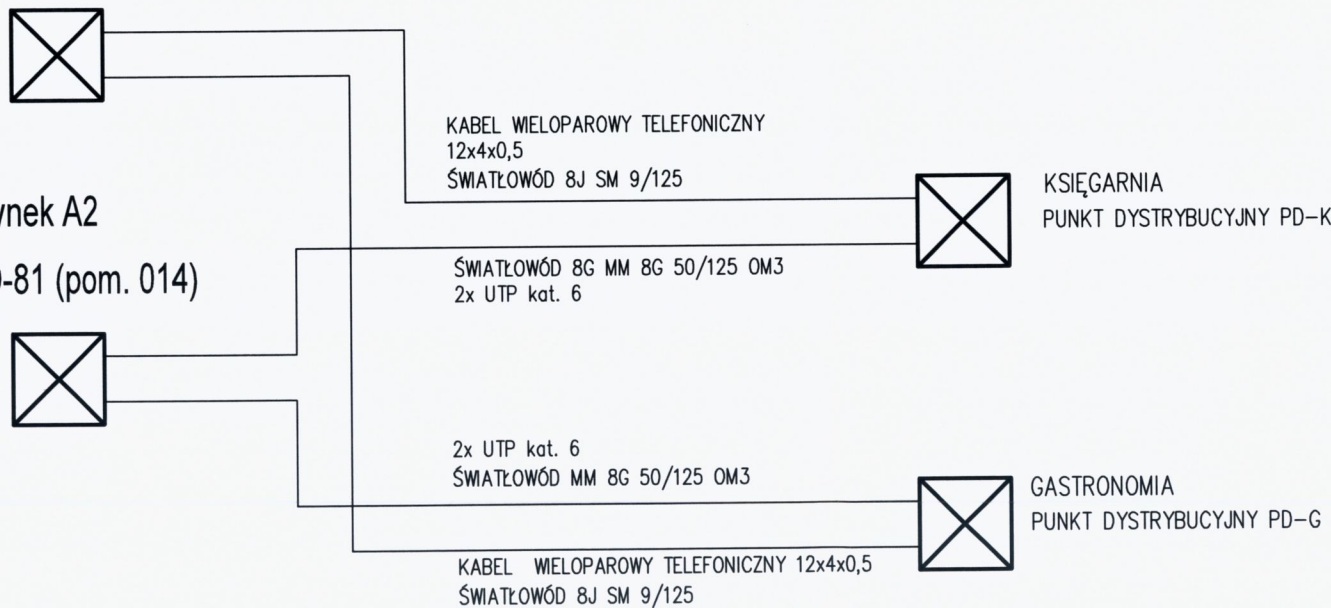 KABEL WIELOPAROWY TELEFONICZNY
12x4x0,5
ŚWIATŁOWÓD 8J SM 9/125
KSIĘGARNIA
PUNKT DYSTRYBUCYJNY PD-K
ynek A2
-81 (pom. 014)
ŚWIATŁOWÓD 8G MM 8G 50/125 OM3
2x UTP kat. 6
2x UTP kat. 6
ŚWIATŁOWÓD MM 8G 50/125 OM3
GASTRONOMIA
PUNKT DYSTRYBUCYJNY PD-G
KABEL WIELOPAROWY TELEFONICZNY 12x4x0,5
ŚWIATŁOWÓD 8J SM 9/125